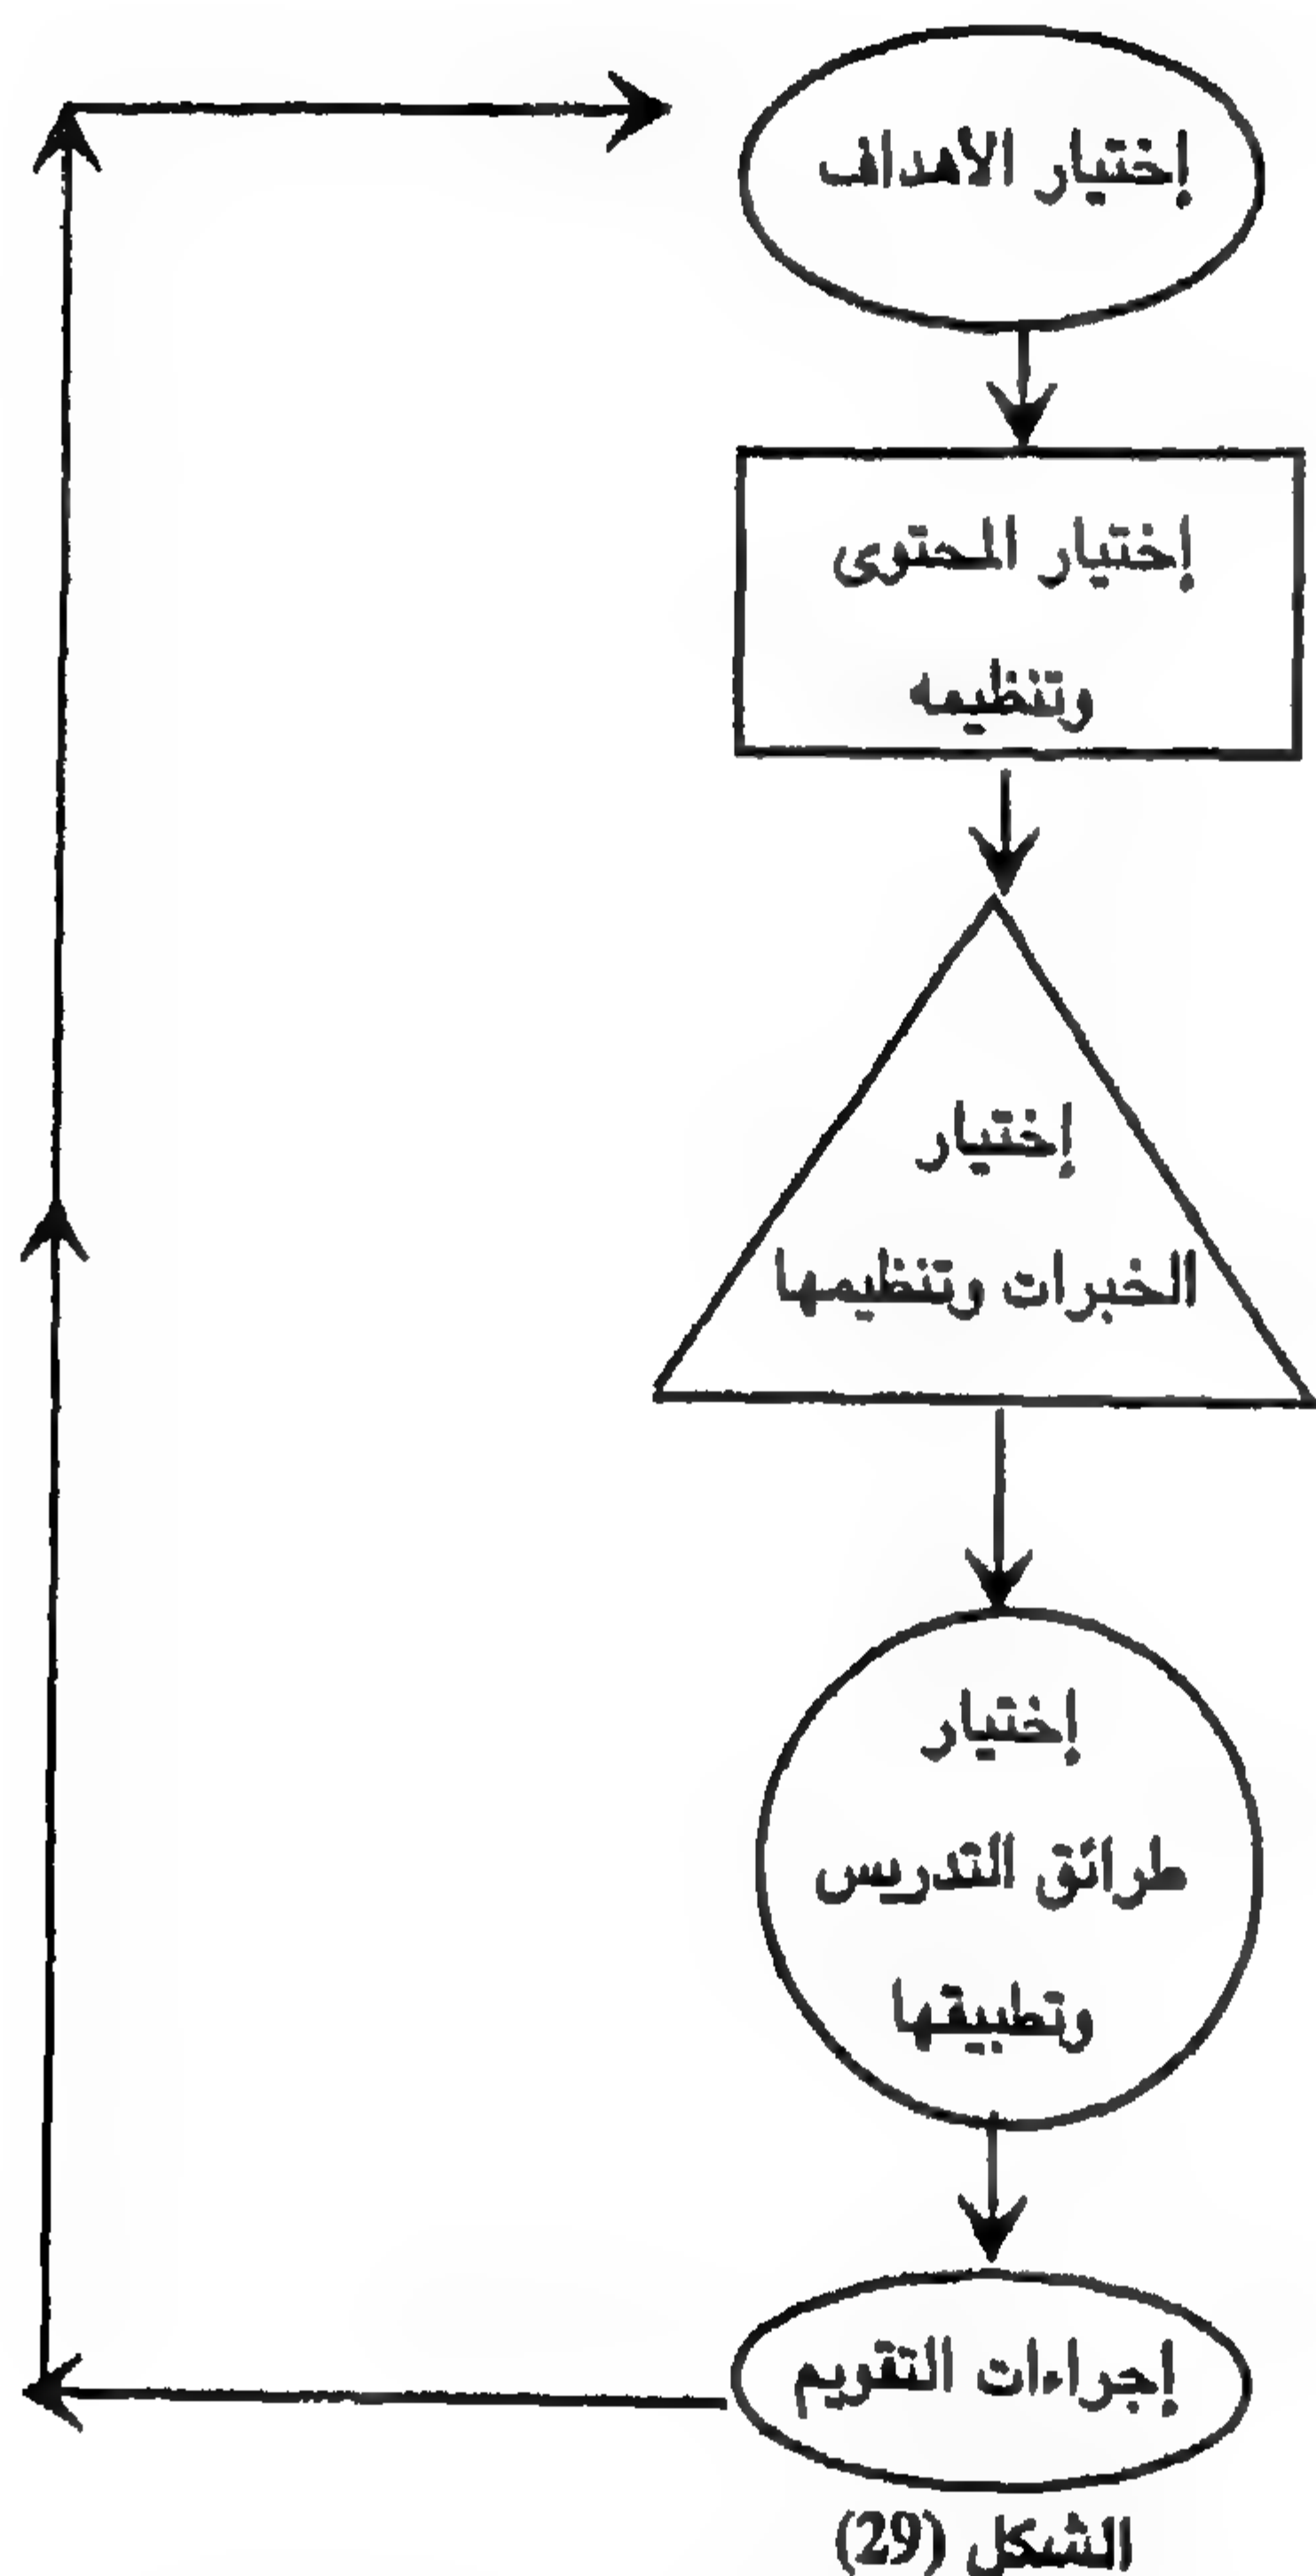 إختيار الأهداف
إختيار المحتوى
وتنظيمه
إختيار
الخبرات وتنظيمها
إختيار
طرائق التدريس
وتطبيقها
إجراءات التقويم
الشكل (29)